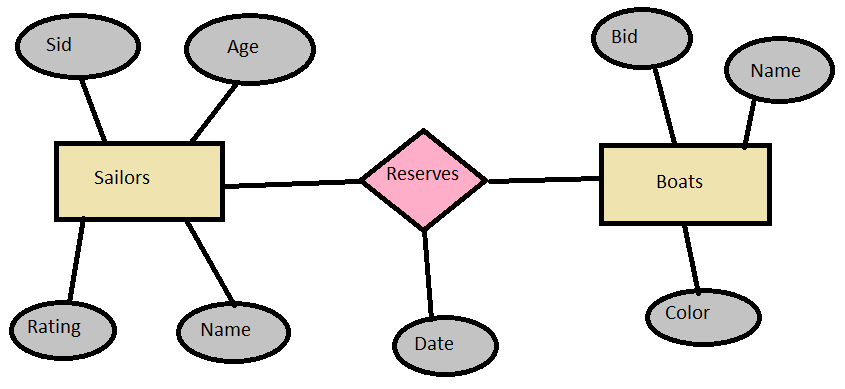 Sid
Age
Bid
Name
Sailors
Reserves
Boats
Rating
Name
Date
Color